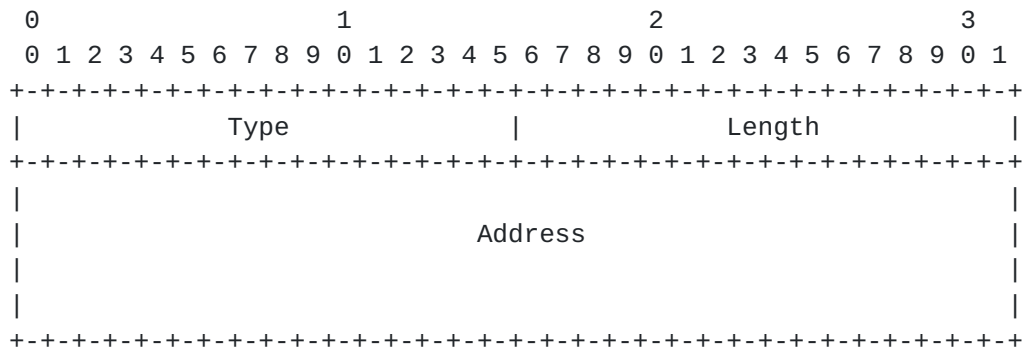 0                   1                   2                   3
 0 1 2 3 4 5 6 7 8 9 0 1 2 3 4 5 6 7 8 9 0 1 2 3 4 5 6 7 8 9 0 1
+-+-+-+-+-+-+-+-+-+-+-+-+-+-+-+-+-+-+-+-+-+-+-+-+-+-+-+-+-+-+-+-+
|             Type              |             Length            |
+-+-+-+-+-+-+-+-+-+-+-+-+-+-+-+-+-+-+-+-+-+-+-+-+-+-+-+-+-+-+-+-+
|                                                               |
|                             Address                           |
|                                                               |
|                                                               |
+-+-+-+-+-+-+-+-+-+-+-+-+-+-+-+-+-+-+-+-+-+-+-+-+-+-+-+-+-+-+-+-+